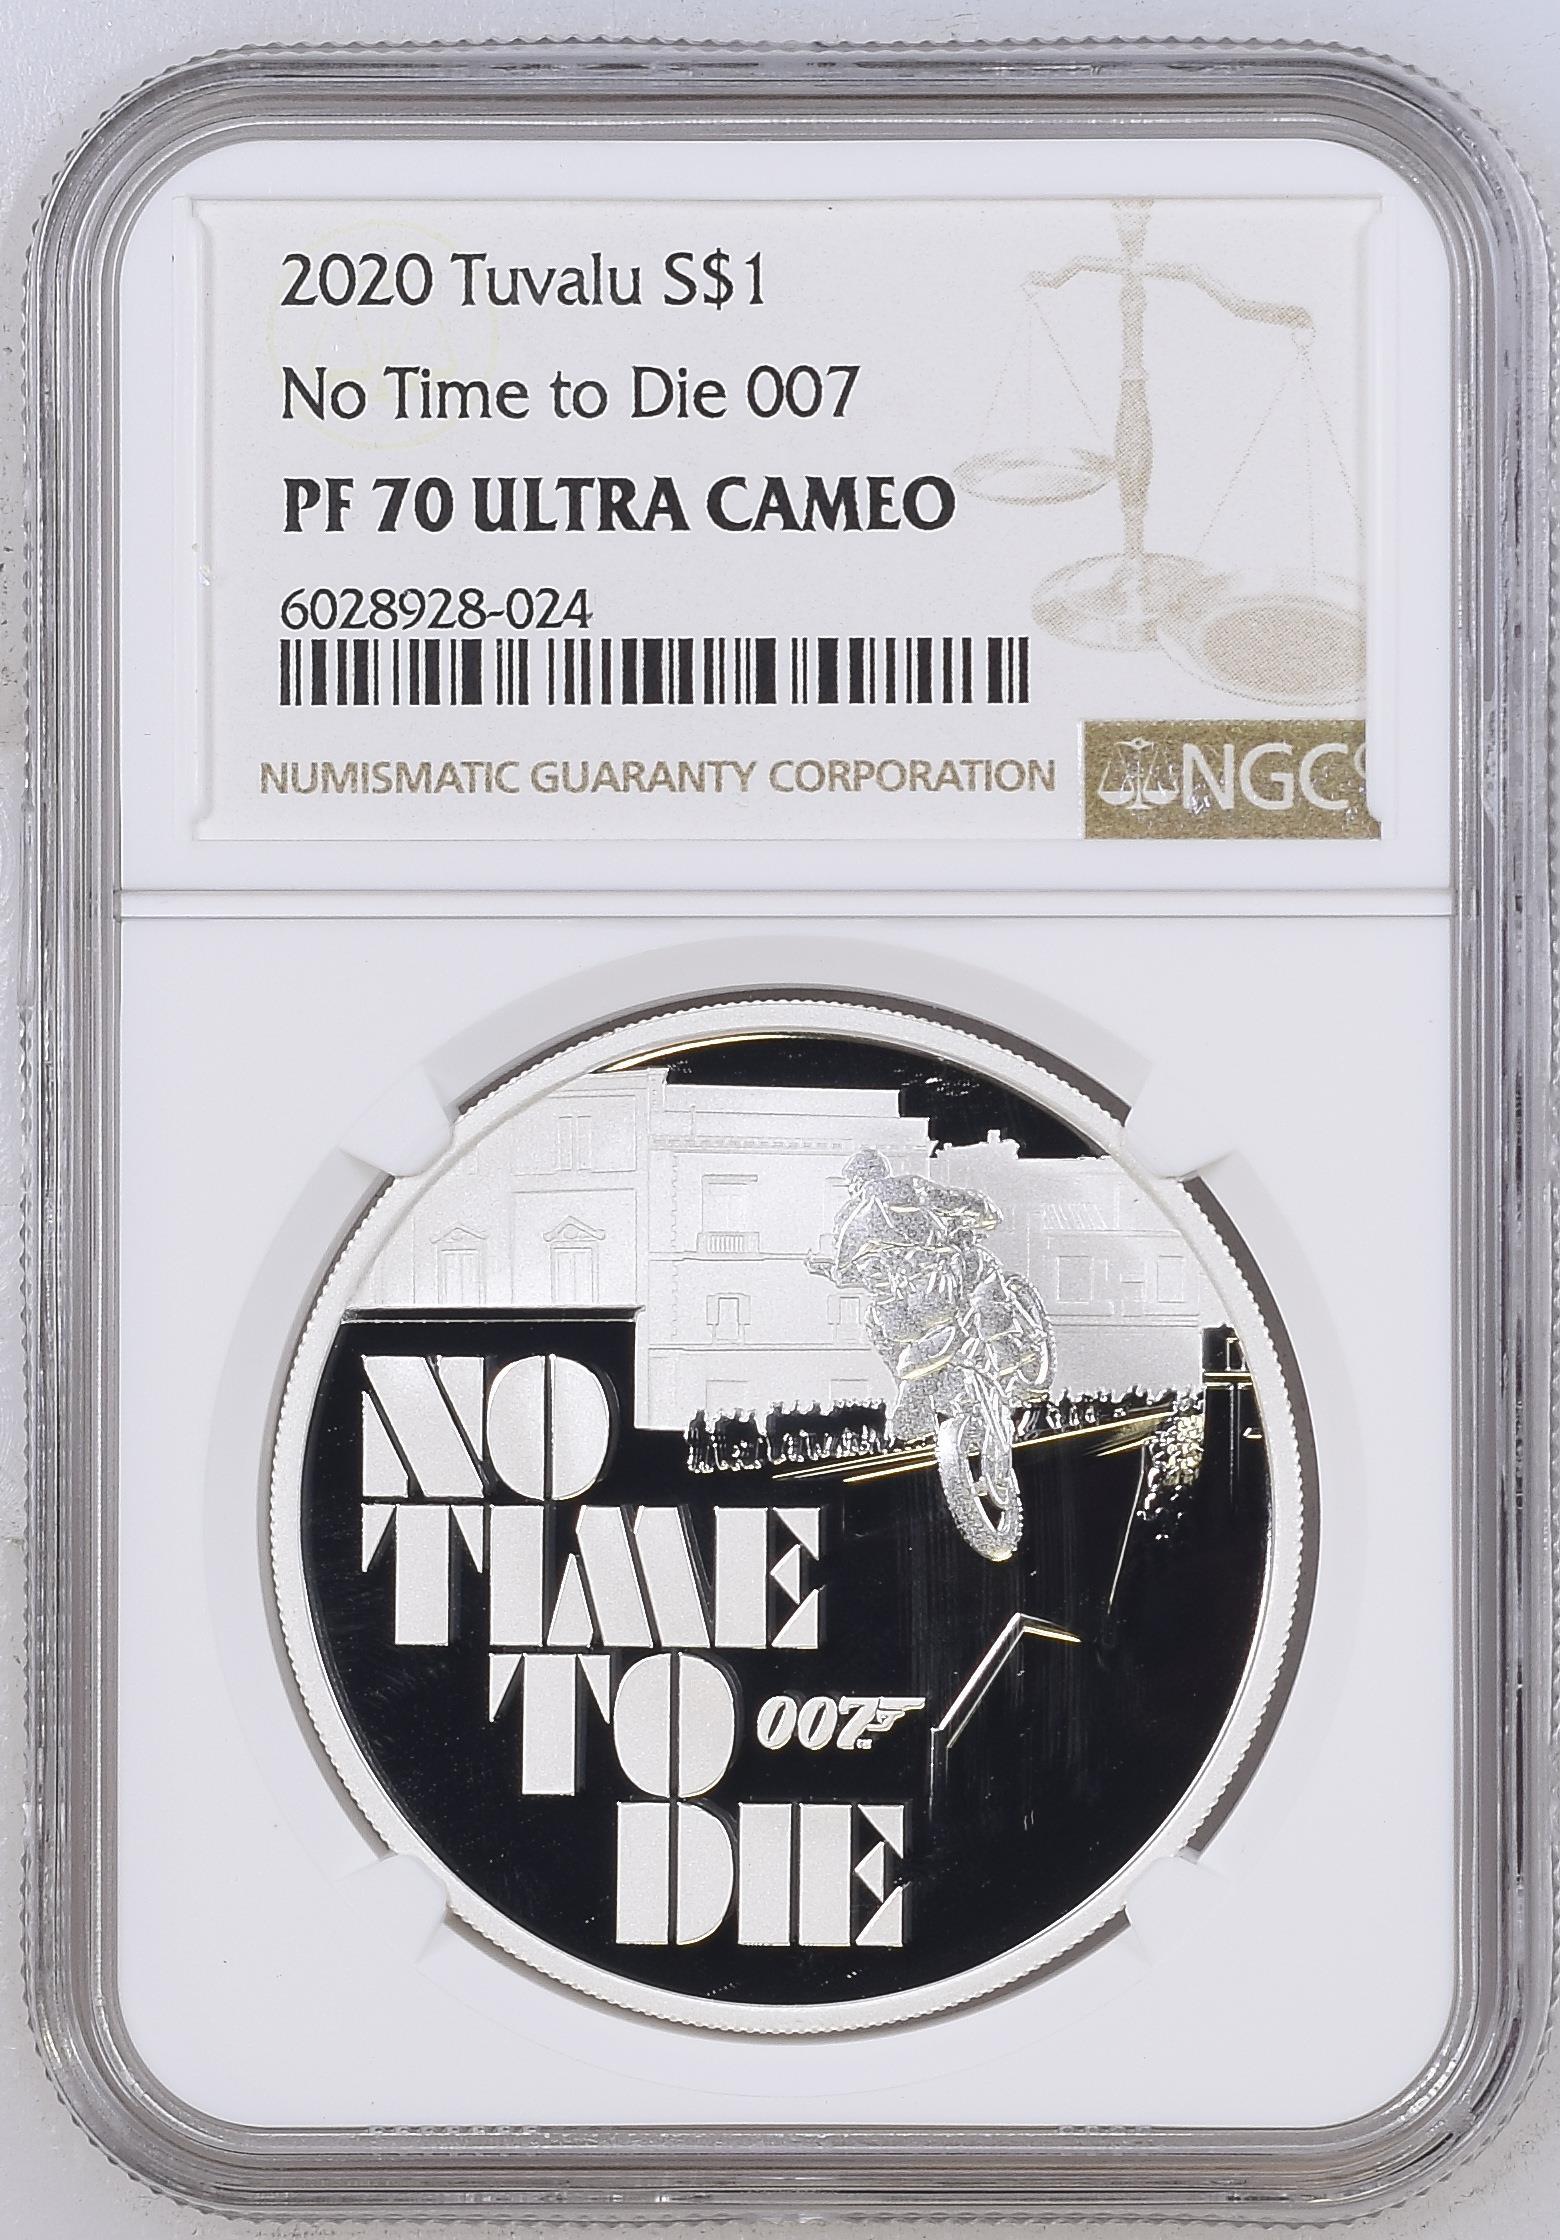 2020 Tuvalu S$1
No Time to Die 007
PF 70 ULTRA CAMEO
6028928-024
NUMISMATIC GUARANTY CORPORATION
NGC
NO
TIME
TO
007
DIE